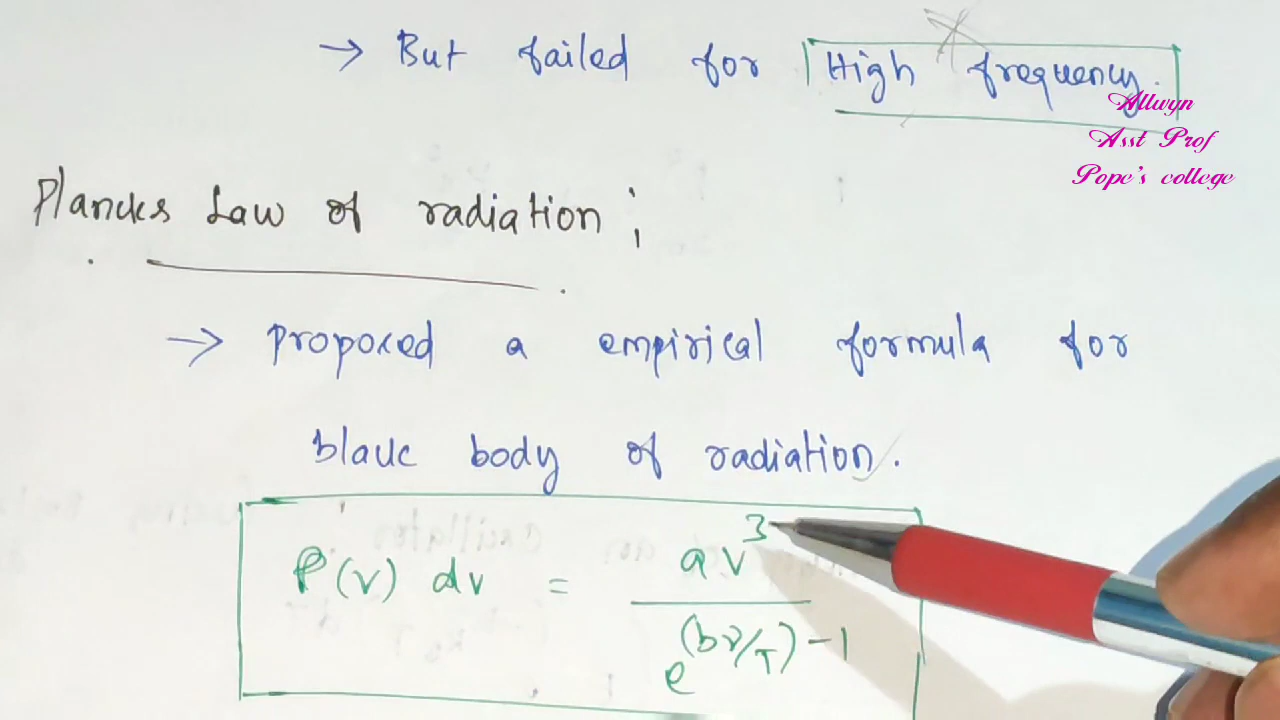 → But failed for High frequency.
Allwyn
Asst Prof
Pope's college
Plancks Law of radiation ;
→ proposed a empirical formula for
blauc body of radiation.
ρ(ν) dν = aν³ / e^(bν/T) - 1